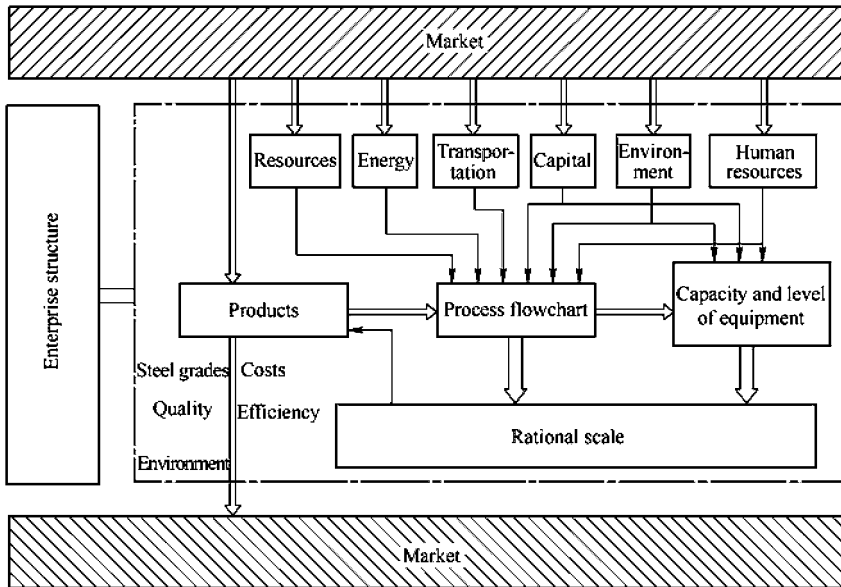 Market
Enterprise structure
Resources
Energy
Transpor-
tation
Capital
Environ-
ment
Human
resources
Products
Process flowchart
Capacity and level
of equipment
Steel grades
Costs
Quality
Efficiency
Environment
Rational scale
Market